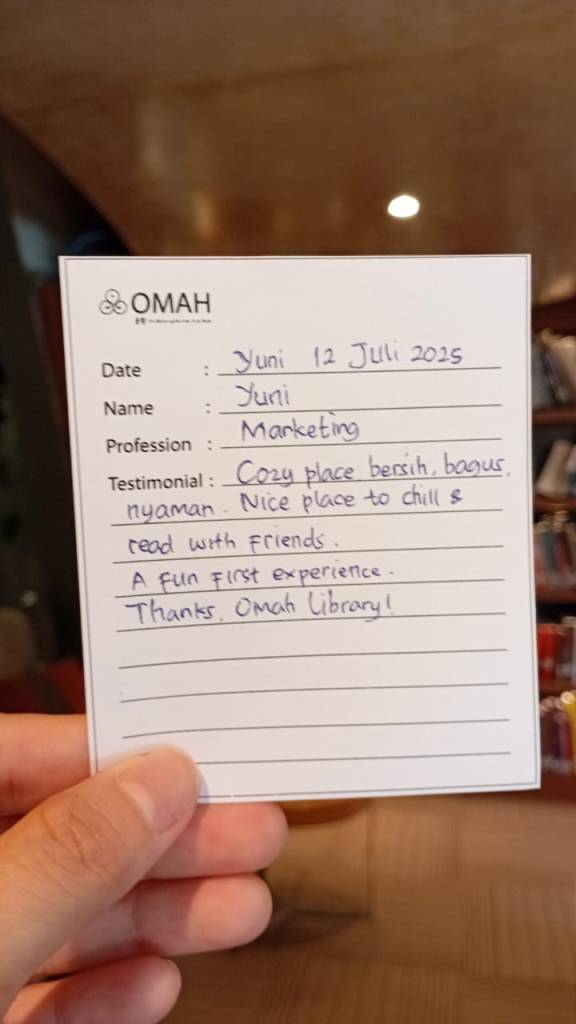 OMAH
Date : Yuni 12 Juli 2025
Name : Yuni
Profession : Marketing
Testimonial : Cozy place, bersih, bagus,
nyaman. Nice place to chill &
read with Friends.
A Fun First experience.
Thanks, Omah Library!